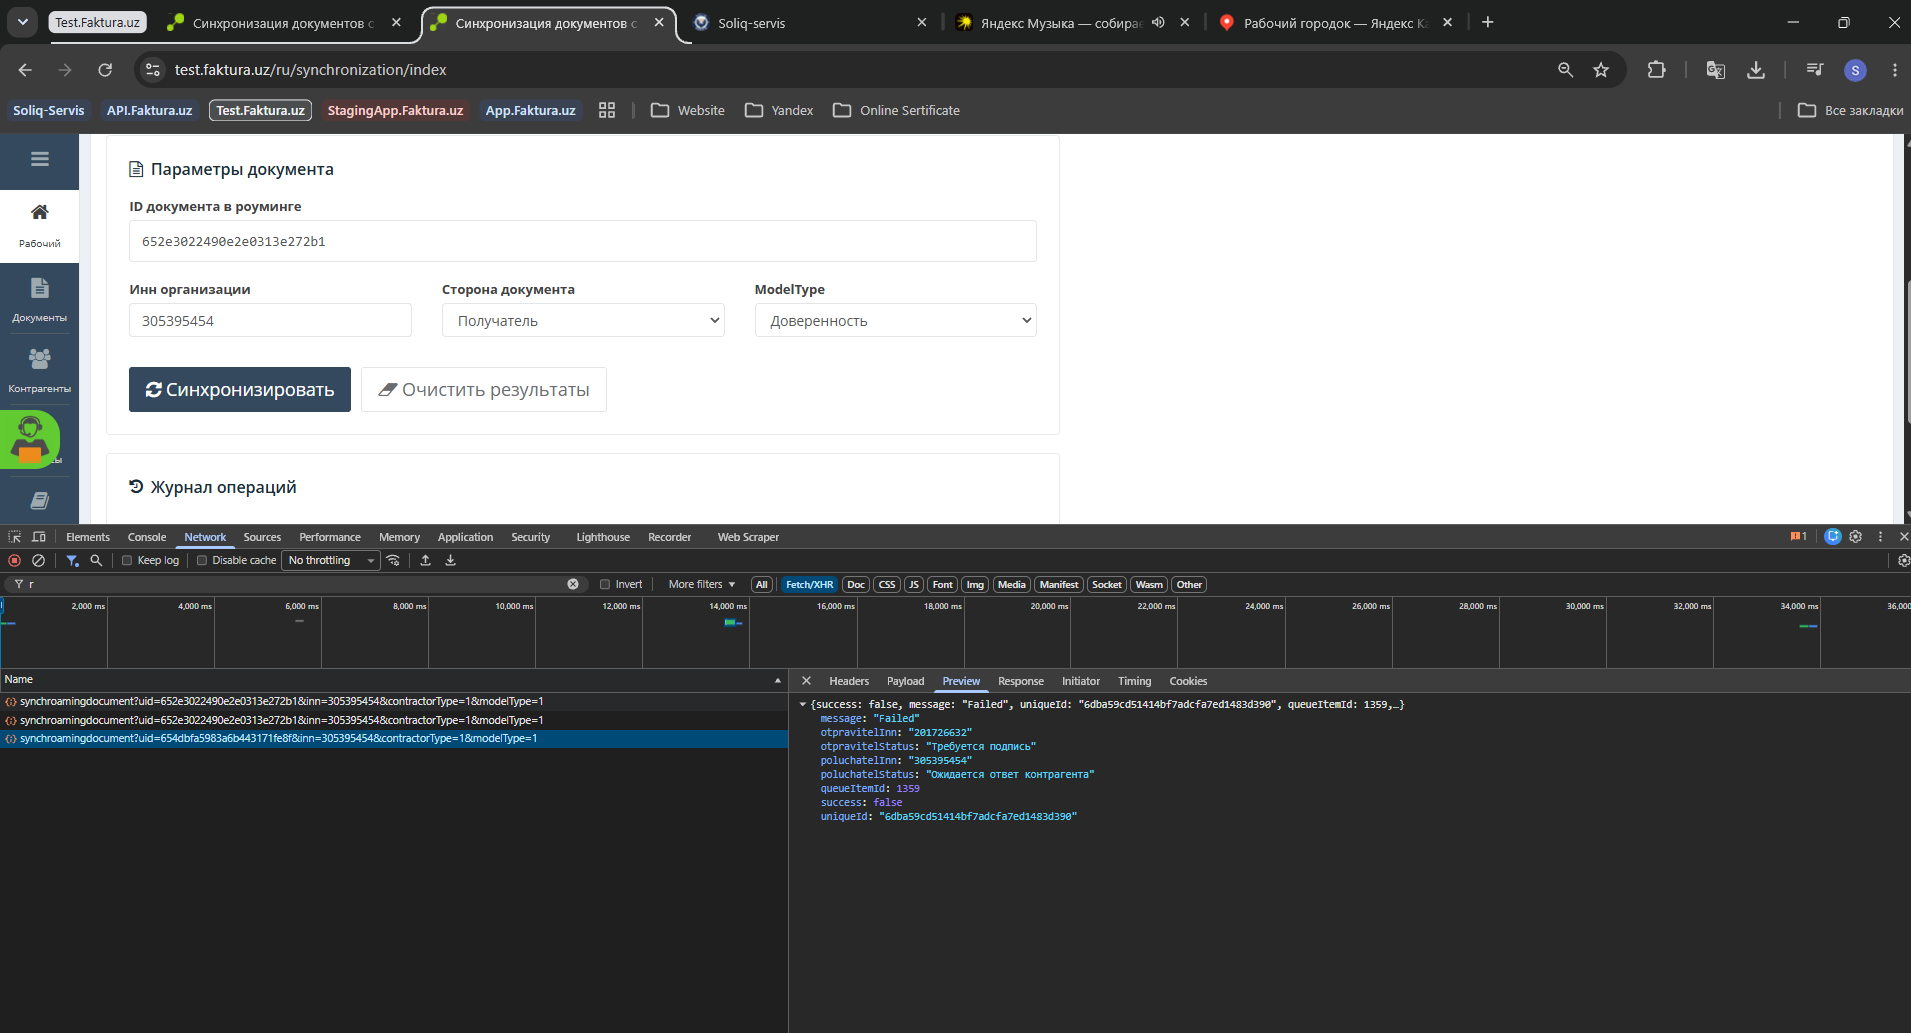 Test.Faktura.uz
Синхронизация документов с
Синхронизация документов с
Soliq-servis
Яндекс Музыка — собирае
Рабочий городок — Яндекс Ка
test.faktura.uz/ru/synchronization/index
S
Soliq-Servis
API.Faktura.uz
Test.Faktura.uz
StagingApp.Faktura.uz
App.Faktura.uz
Website
Yandex
Online Sertificate
Все закладки
Рабочий
Документы
Контрагенты
Параметры документа
ID документа в роуминге
652e3022490e2e0313e272b1
Инн организации
Сторона документа
ModelType
305395454
Получатель
Доверенность
Синхронизировать
Очистить результаты
Журнал операций
Elements Console Network Sources Performance Memory Application Security Lighthouse Recorder Web Scraper
1
Keep log
Disable cache
No throttling
r
Invert
More filters
All Fetch/XHR Doc CSS JS Font Img Media Manifest Socket Wasm Other
2,000 ms 4,000 ms 6,000 ms 8,000 ms 10,000 ms 12,000 ms 14,000 ms 16,000 ms 18,000 ms 20,000 ms 22,000 ms 24,000 ms 26,000 ms 28,000 ms 30,000 ms 32,000 ms 34,000 ms 36,000
Name
synchroamingdocument?uid=652e3022490e2e0313e272b1&inn=305395454&contractorType=1&modelType=1
synchroamingdocument?uid=652e3022490e2e0313e272b1&inn=305395454&contractorType=1&modelType=1
synchroamingdocument?uid=654dbfa5983a6b443171fe8f&inn=305395454&contractorType=1&modelType=1
Headers Payload Preview Response Initiator Timing Cookies
{success: false, message: "Failed", uniqueId: "6dba59cd51414bf7adcfa7ed1483d390", queueItemId: 1359,…}
message: "Failed"
otpravitelInn: "201726632"
otpravitelStatus: "Требуется подпись"
poluchatelInn: "305395454"
poluchatelStatus: "Ожидается ответ контрагента"
queueItemId: 1359
success: false
uniqueId: "6dba59cd51414bf7adcfa7ed1483d390"